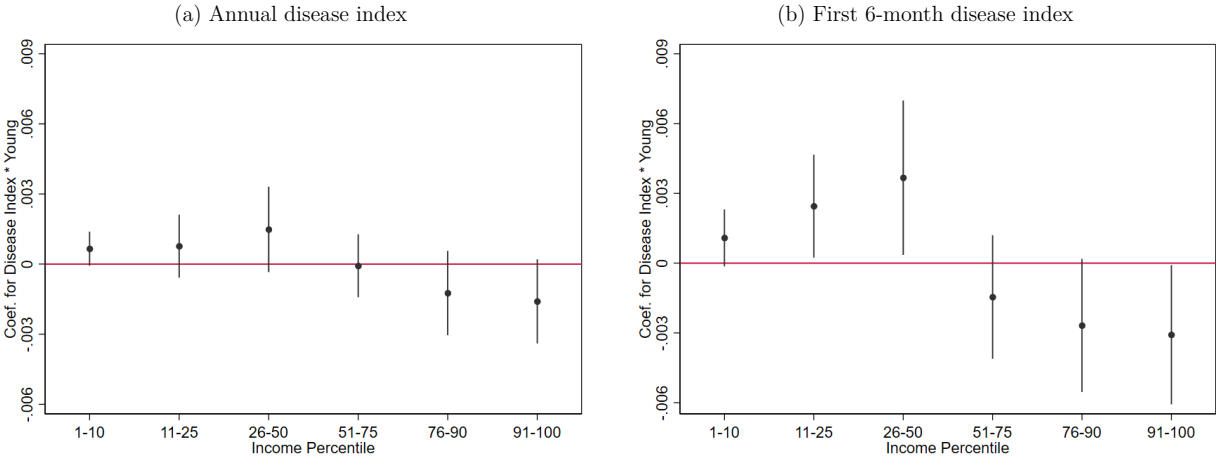 (a) Annual disease index
Coef. for Disease Index * Young
.009
.006
.003
0
-.003
-.006
1-10 11-25 26-50 51-75 76-90 91-100
Income Percentile
(b) First 6-month disease index
Coef. for Disease Index * Young
.009
.006
.003
0
-.003
-.006
1-10 11-25 26-50 51-75 76-90 91-100
Income Percentile